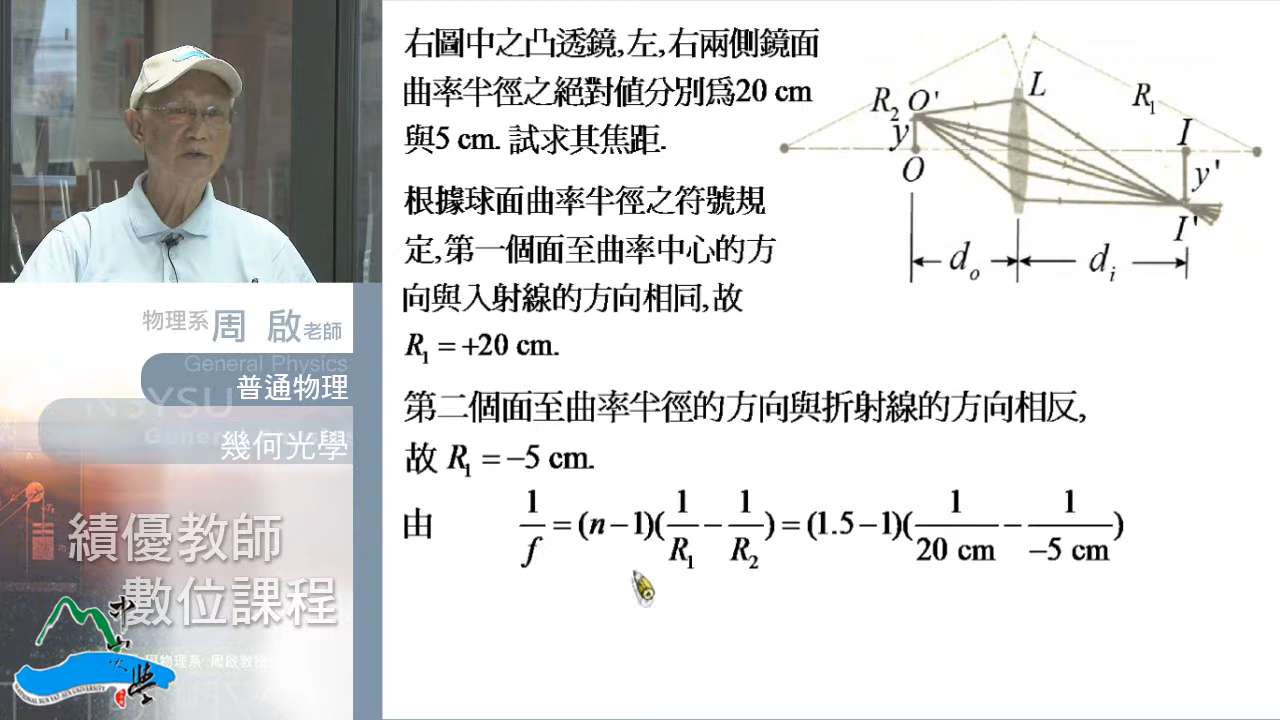 右圖中之凸透鏡,左,右兩側鏡面
曲率半徑之絕對值分別為20 cm
與5 cm. 試求其焦距.
根據球面曲率半徑之符號規
定,第一個面至曲率中心的方
向與入射線的方向相同,故
R₁ = +20 cm.
第二個面至曲率半徑的方向與折射線的方向相反,
故 R₁ = −5 cm.
由 1/f = (n−1)(1/R₁ − 1/R₂) = (1.5−1)(1/20 cm − 1/−5 cm)
R₂ O' L R₁
y I
O y'
I'
dₒ dᵢ
物理系 周 啟 老師
General Physics
普通物理
NSYSU
幾何光學
績優教師
數位課程
NATIONAL SUN YAT-SEN UNIVERSITY